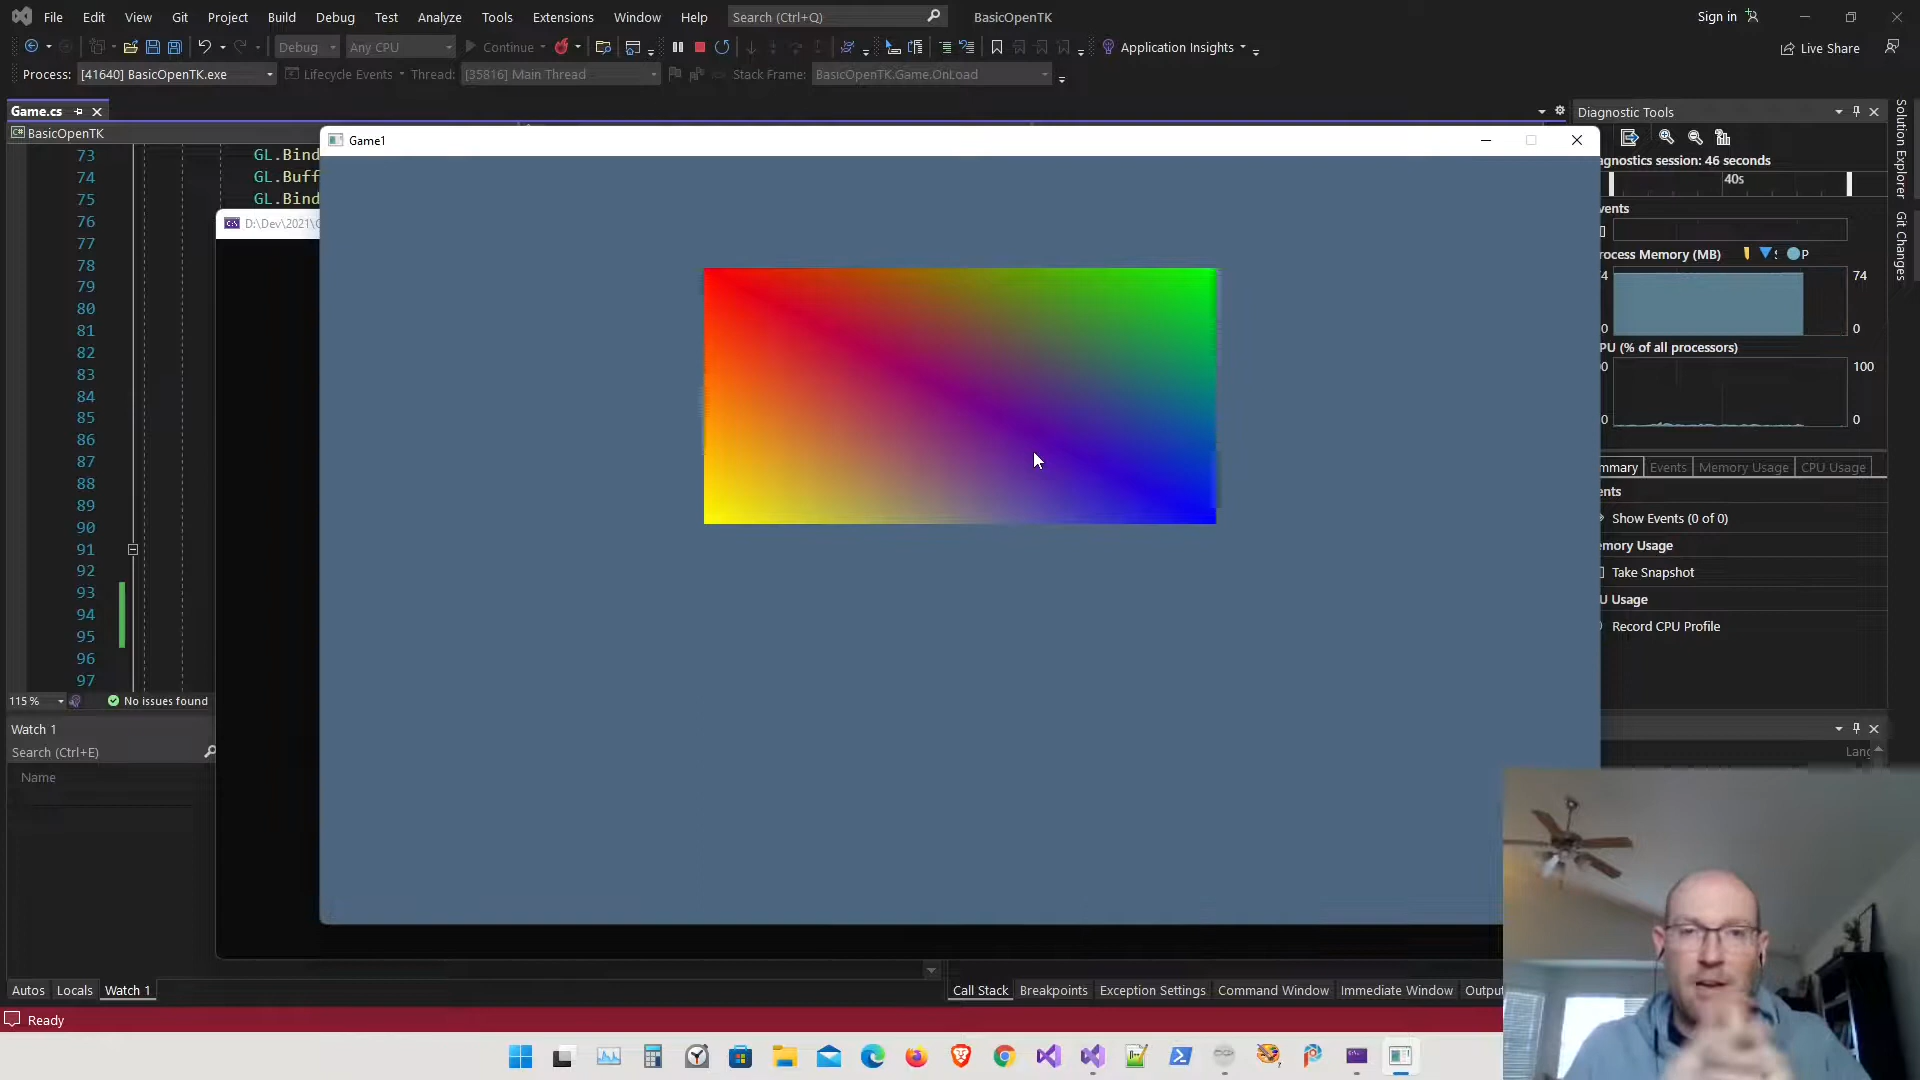 File Edit View Git Project Build Debug Test Analyze Tools Extensions Window Help Search (Ctrl+Q) BasicOpenTK Sign in
Debug Any CPU Continue Application Insights Live Share
Process: [41640] BasicOpenTK.exe Lifecycle Events Thread: [35816] Main Thread Stack Frame: BasicOpenTK.Game.OnLoad
Game.cs
BasicOpenTK
73 GL.Bind
74 GL.Buff
75 GL.Bind
76
77
78
79
80
81
82
83
84
85
86
87
88
89
90
91
92
93
94
95
96
97
D:\Dev\2021\
Game1
115 % No issues found
Watch 1
Search (Ctrl+E)
Name
Autos Locals Watch 1
Ready
Diagnostic Tools
agnostics session: 46 seconds
40s
vents
rocess Memory (MB) S P
4 74
0 0
PU (% of all processors)
00 100
0 0
mmary Events Memory Usage CPU Usage
ents
Show Events (0 of 0)
emory Usage
Take Snapshot
U Usage
Record CPU Profile
Lang
Call Stack Breakpoints Exception Settings Command Window Immediate Window Output
Solution Explorer
Git Changes